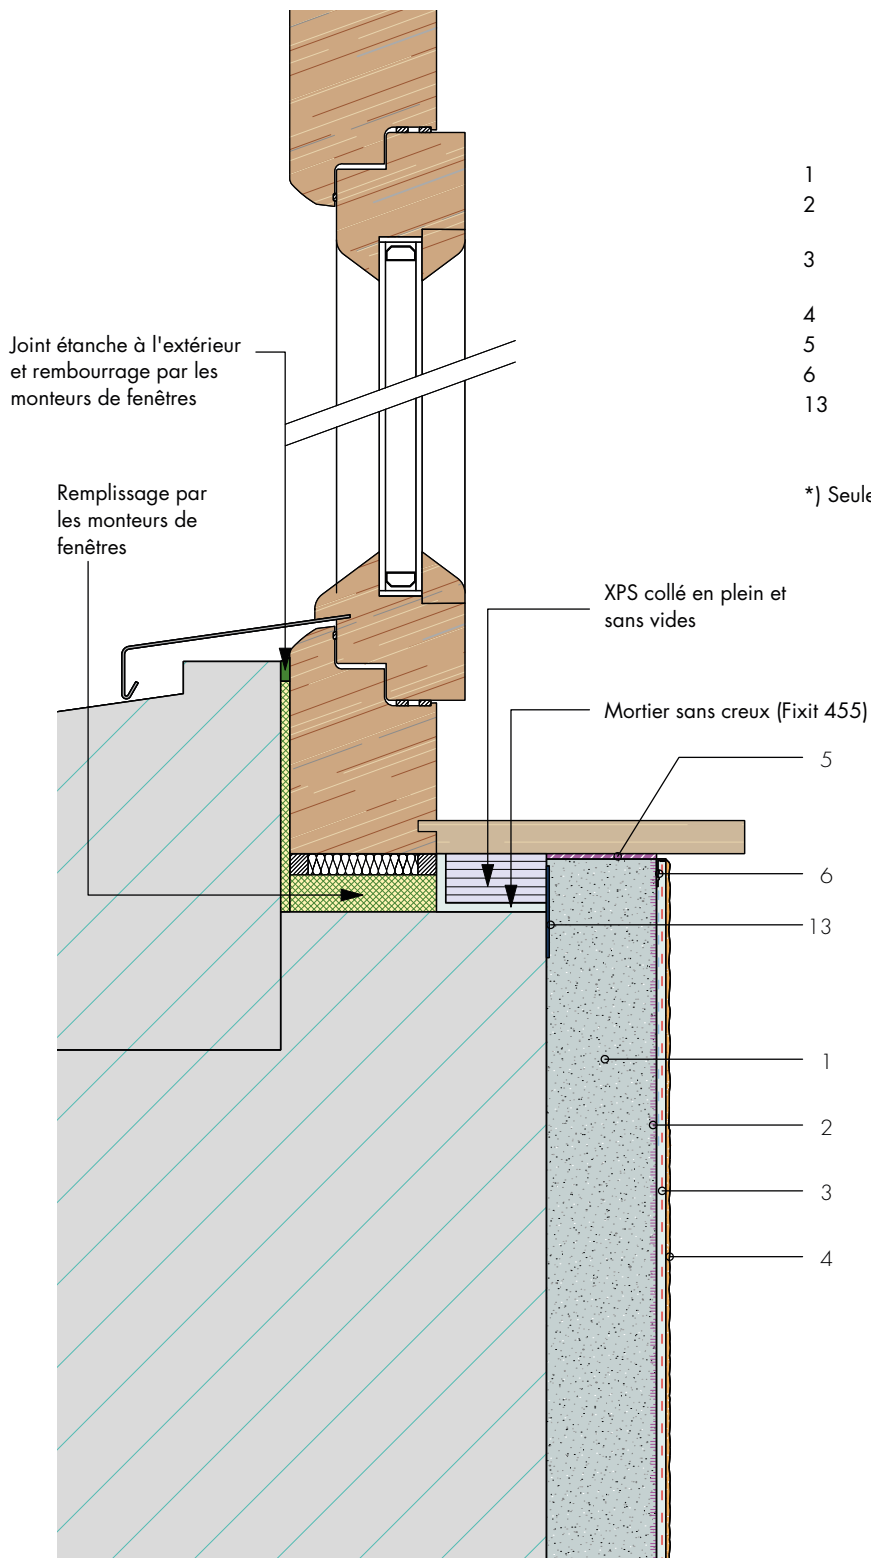 1
2
3
4
5
6
13
*) Seule
Joint étanche à l'extérieur
et rembourrage par les
monteurs de fenêtres
Remplissage par
les monteurs de
fenêtres
XPS collé en plein et
sans vides
Mortier sans creux (Fixit 455)
5
6
13
1
2
3
4